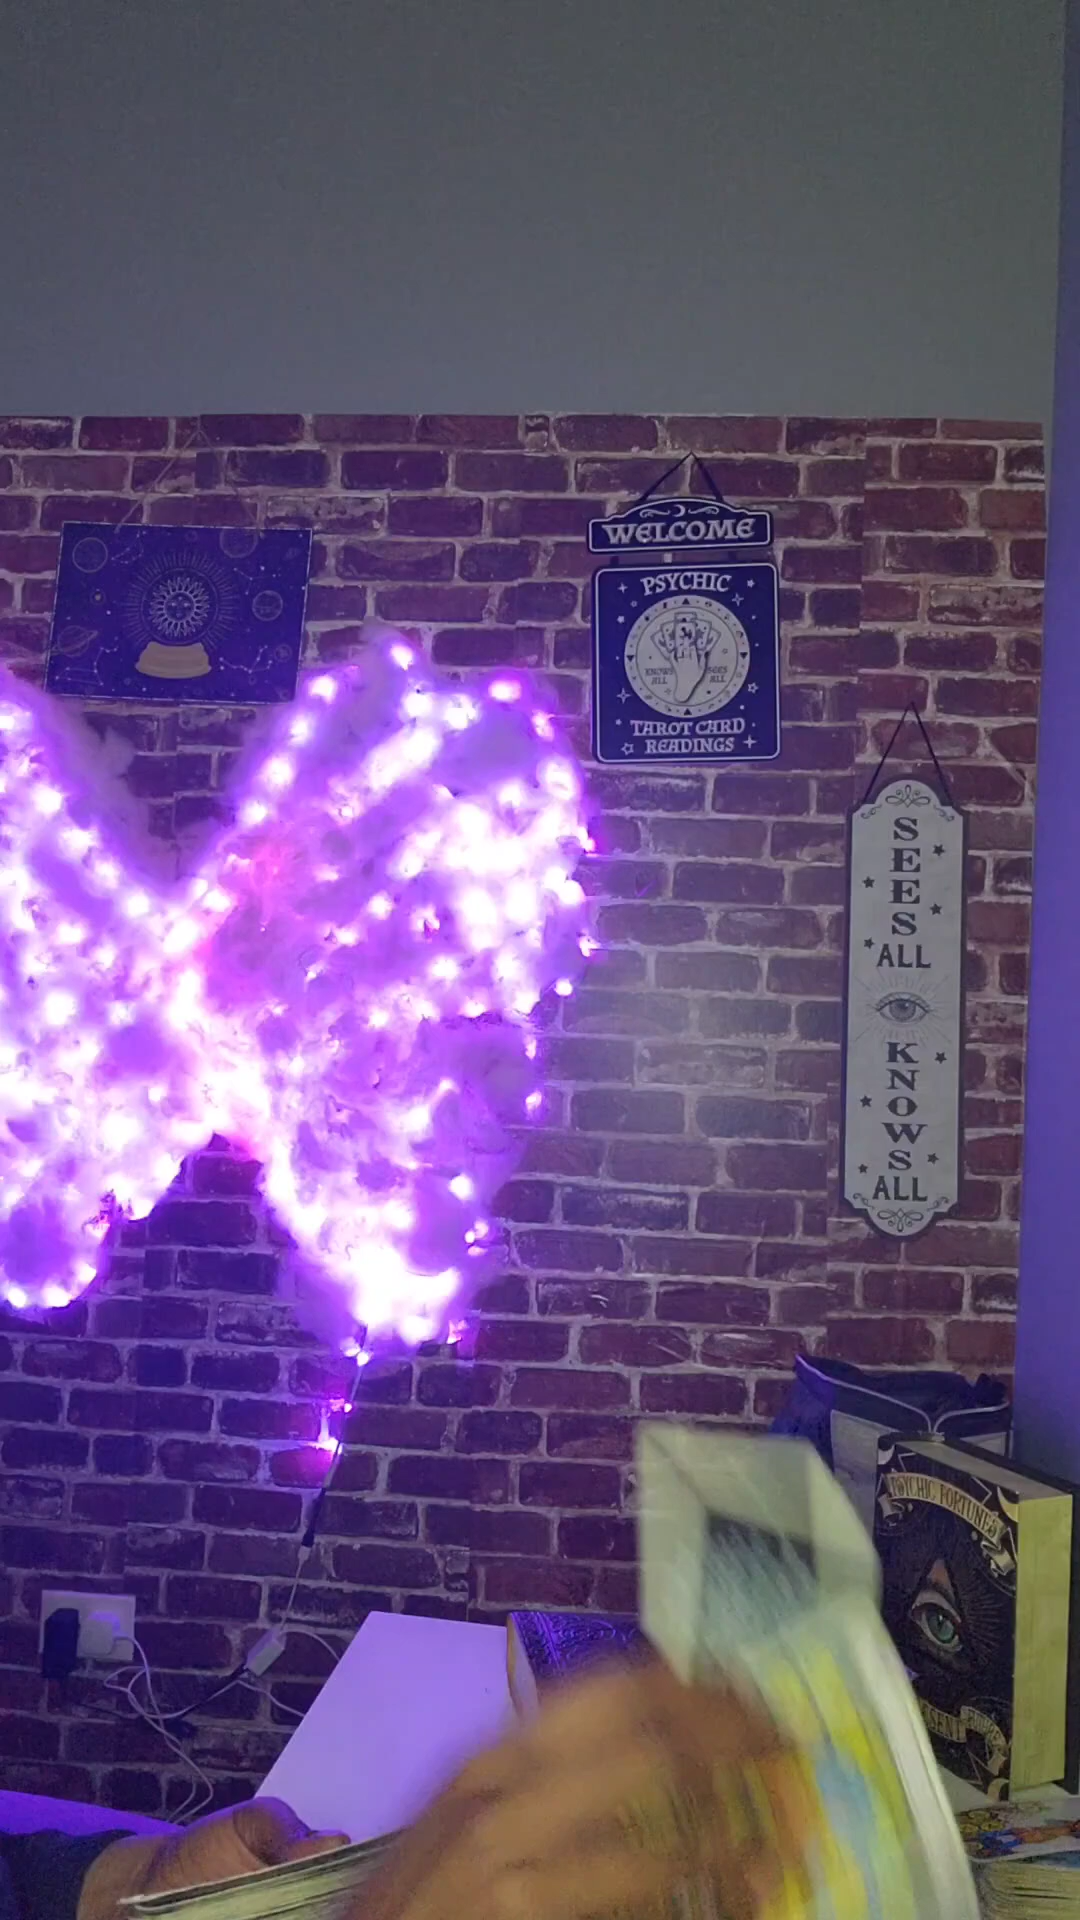 WELCOME
PSYCHIC
KNOWS
ALL
SEES
ALL
TAROT CARD
READINGS
SEES
ALL
KNOWS
ALL
PSYCHIC FORTUNES